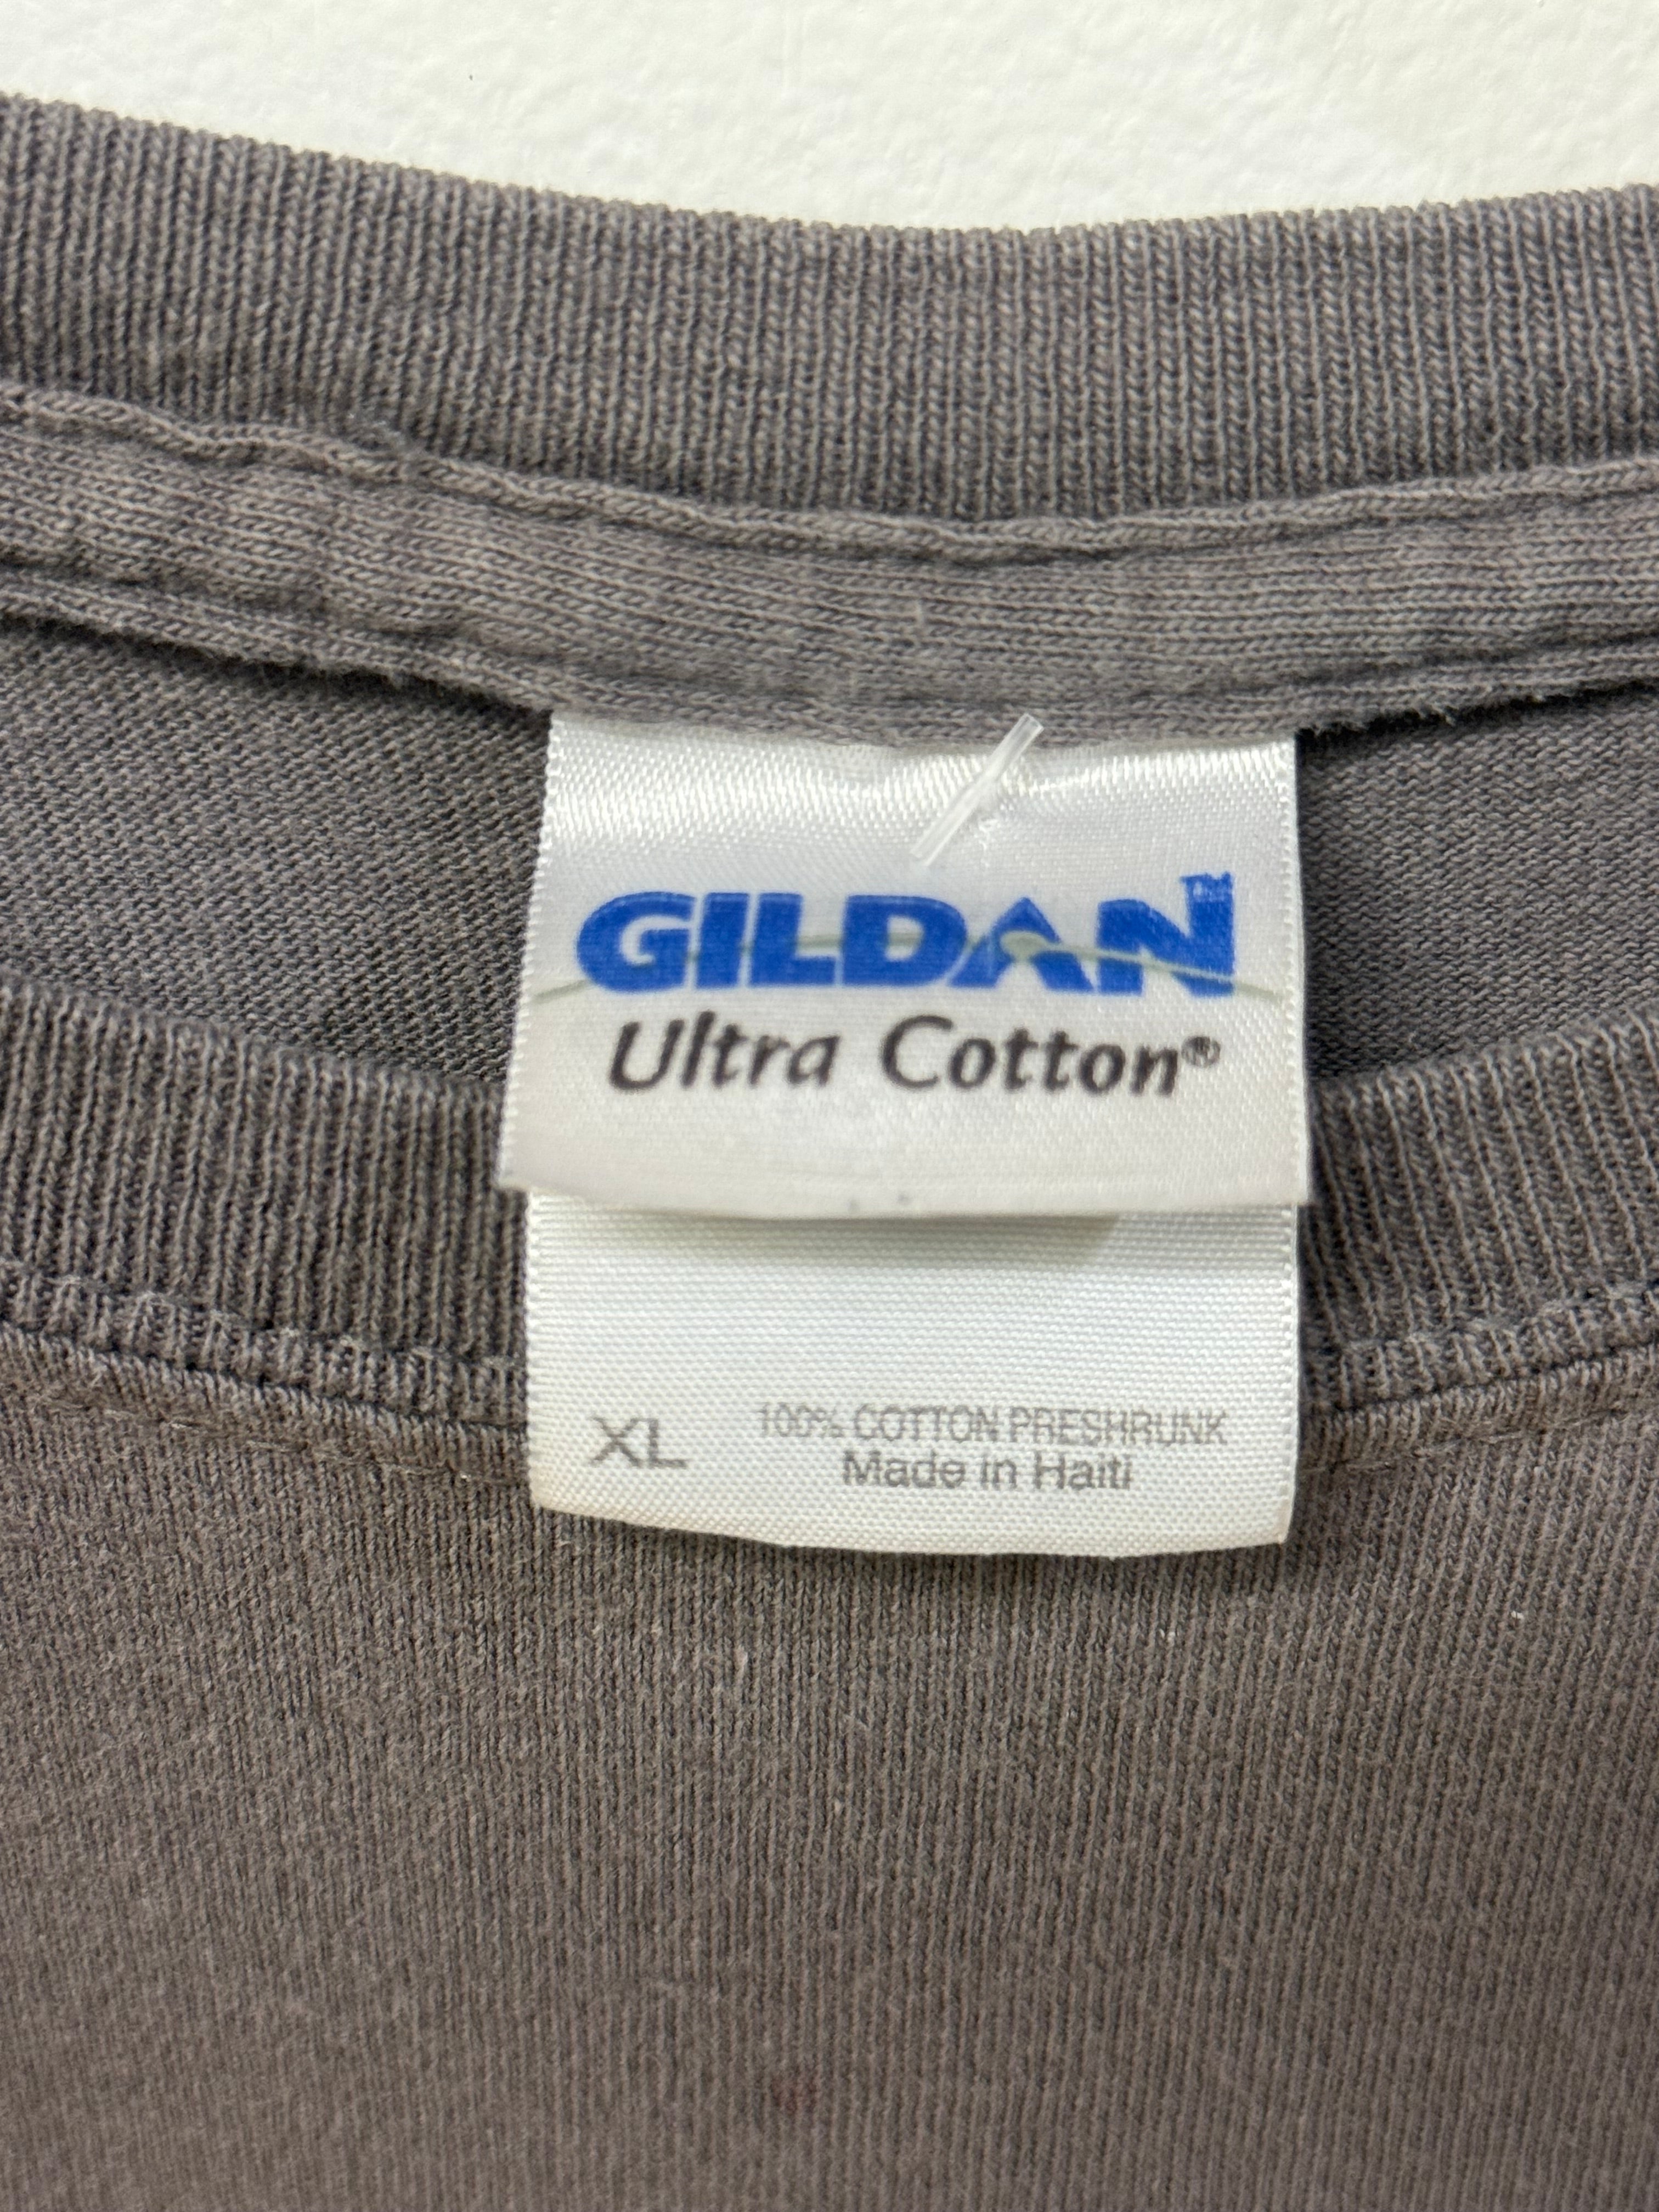 GILDAN™
Ultra Cotton®
XL
100% COTTON PRESHRUNK
Made in Haiti